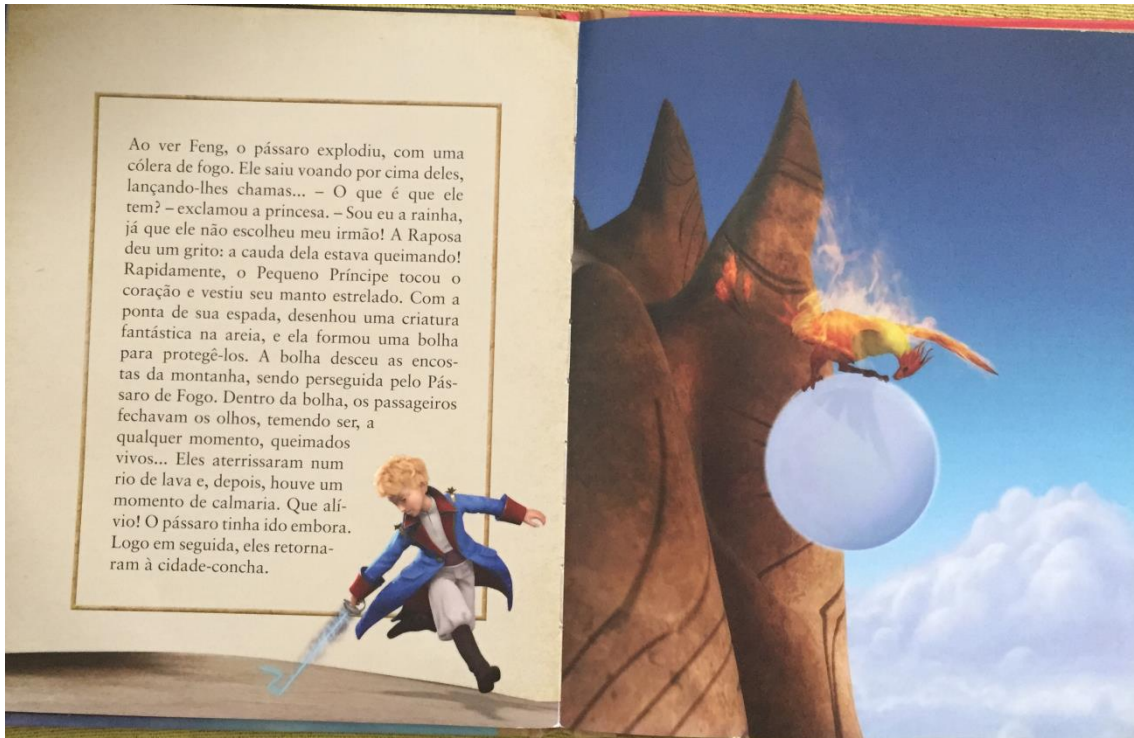 Ao ver Feng, o pássaro explodiu, com uma
cólera de fogo. Ele saiu voando por cima deles,
lançando-lhes chamas... – O que é que ele
tem? – exclamou a princesa. – Sou eu a rainha,
já que ele não escolheu meu irmão! A Raposa
deu um grito: a cauda dela estava queimando!
Rapidamente, o Pequeno Príncipe tocou o
coração e vestiu seu manto estrelado. Com a
ponta de sua espada, desenhou uma criatura
fantástica na areia, e ela formou uma bolha
para protegê-los. A bolha desceu as encos-
tas da montanha, sendo perseguida pelo Pás-
saro de Fogo. Dentro da bolha, os passageiros
fechavam os olhos, temendo ser, a
qualquer momento, queimados
vivos... Eles aterrissaram num
rio de lava e, depois, houve um
momento de calmaria. Que alí-
vio! O pássaro tinha ido embora.
Logo em seguida, eles retorna-
ram à cidade-concha.